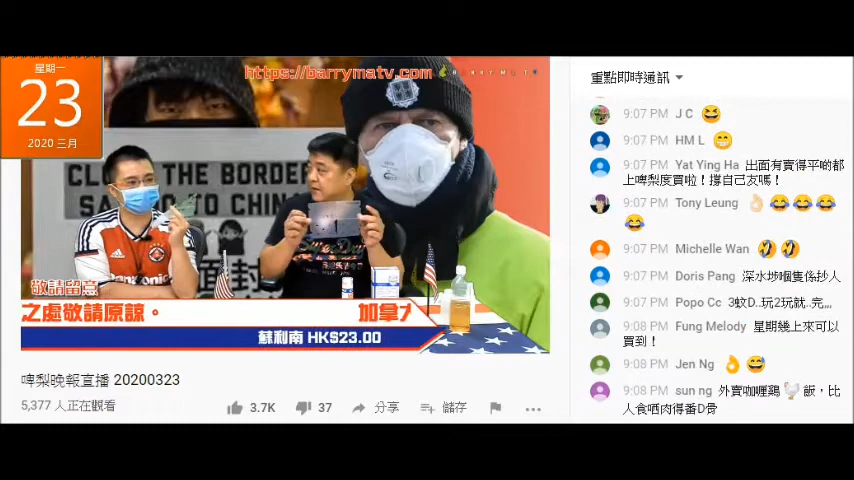 星期一
23
2020 三月
https://barrymatv.com
BARRYMATV
THE BORDER
TO CHINA
敬請留意
之處敬請原諒。
加拿大
蘇利南 HK$23.00
啤梨晚報直播 20200323
5,377 人正在觀看
3.7K
37
分享
儲存
重點即時通訊
9:07 PM J C 😆
9:07 PM HM L 😁
9:07 PM Yat Ying Ha 出面有賣得平啲都
上啤梨度買啦！撐自己友嗎！
9:07 PM Tony Leung 👌🏻😂😂😂
😂
9:07 PM Michelle Wan 🤣🤣
9:07 PM Doris Pang 深水埗嗰隻係抄人
9:07 PM Popo Cc 3蚊D..玩2玩就..完,,,
9:08 PM Fung Melody 星期幾上來可以
買到！
9:08 PM Jen Ng 👌😅
9:08 PM sun ng 外賣咖喱鷄🐓飯，比
人食哂肉得番D骨